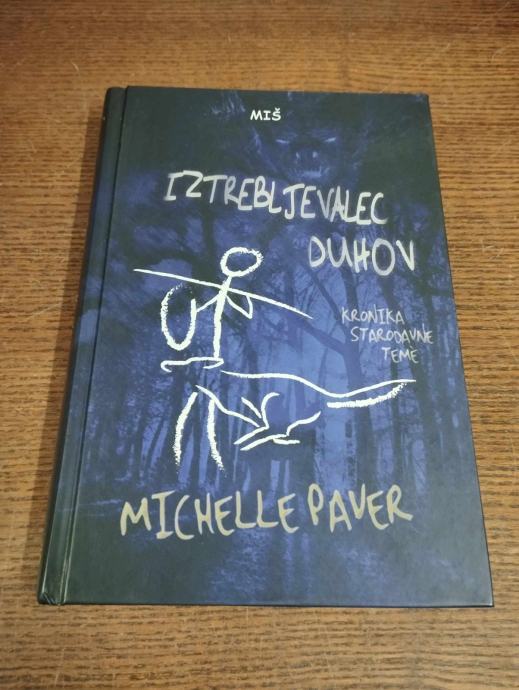 MIŠ
IZTREBLJEVALEC
DUHOV
KRONIKA
STARODAVNE
TEME
MICHELLE PAVER